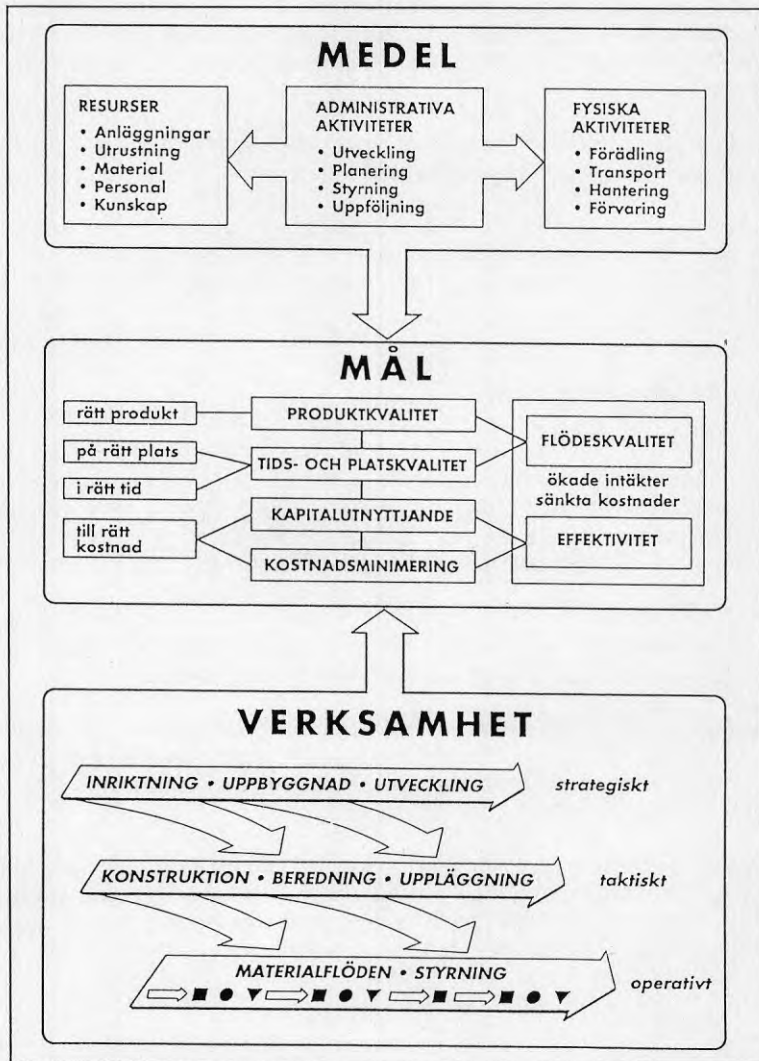 MEDEL
RESURSER
• Anläggningar
• Utrustning
• Material
• Personal
• Kunskap
ADMINISTRATIVA
AKTIVITETER
• Utveckling
• Planering
• Styrning
• Uppföljning
FYSISKA
AKTIVITETER
• Förädling
• Transport
• Hantering
• Förvaring
MÅL
rätt produkt
på rätt plats
i rätt tid
till rätt
kostnad
PRODUKTKVALITET
TIDS- OCH PLATSKVALITET
KAPITALUTNYTTJANDE
KOSTNADSMINIMERING
FLÖDESKVALITET
ökade intäkter
sänkta kostnader
EFFEKTIVITET
VERKSAMHET
INRIKTNING • UPPBYGGNAD • UTVECKLING
strategiskt
KONSTRUKTION • BEREDNING • UPPLÄGGNING
taktiskt
MATERIALFLÖDEN • STYRNING
operativt